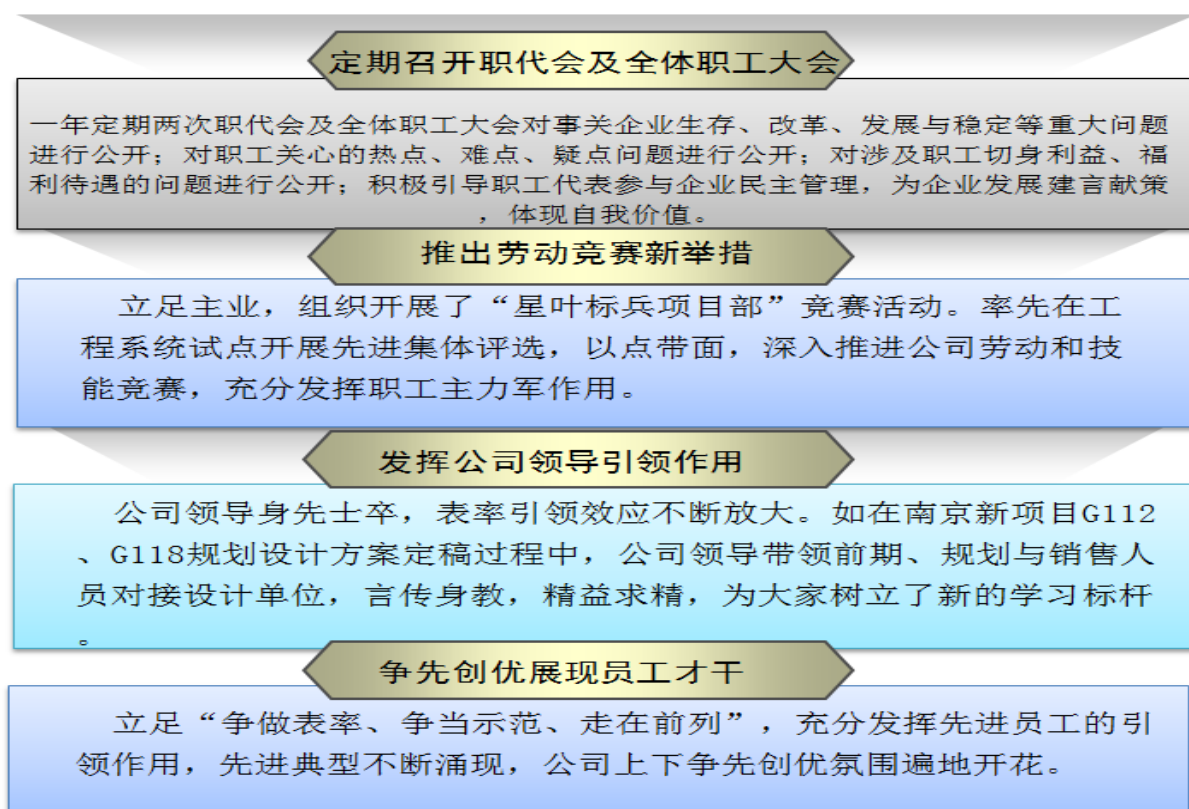 定期召开职代会及全体职工大会
一年定期两次职代会及全体职工大会对事关企业生存、改革、发展与稳定等重大问题
进行公开；对职工关心的热点、难点、疑点问题进行公开；对涉及职工切身利益、福
利待遇的问题进行公开；积极引导职工代表参与企业民主管理，为企业发展建言献策
，体现自我价值。
推出劳动竞赛新举措
立足主业，组织开展了“星叶标兵项目部”竞赛活动。率先在工
程系统试点开展先进集体评选，以点带面，深入推进公司劳动和技
能竞赛，充分发挥职工主力军作用。
发挥公司领导引领作用
公司领导身先士卒，表率引领效应不断放大。如在南京新项目G112
、G118规划设计方案定稿过程中，公司领导带领前期、规划与销售人
员对接设计单位，言传身教，精益求精，为大家树立了新的学习标杆
。
争先创优展现员工才干
立足“争做表率、争当示范、走在前列”，充分发挥先进员工的引
领作用，先进典型不断涌现，公司上下争先创优氛围遍地开花。